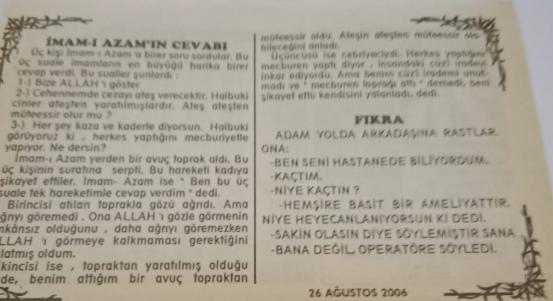 İMAM-I AZAM'IN CEVABI
Üç kişi İmam-ı Azam'a birer soru sordular. Bu
üç suale imamların en büyüğü harika birer
cevap verdi. Bu sualler şunlardı :
1-) Bize ALLAH 'ı göster
2-) Cehennemde cezayı ateş verecektir. Halbuki
cinler ateşten yaratılmışlardır. Ateş ateşten
müteessir olur mu ?
3-) Her şey kaza ve kaderle diyorsun. Halbuki
görüyoruz ki , herkes yaptığını mecburiyetle
yapıyor. Ne dersin?
İmam-ı Azam yerden bir avuç toprak aldı. Bu
üç kişinin suratına serpti. Bu hareketi kadıya
şikayet ettiler. İmam- Azam ise " Ben bu üç
suale tek hareketimle cevap verdim " dedi.
Birincisi atılan toprakla gözü ağrıdı. Ama
ağrıyı göremedi . Ona ALLAH 'ı gözle görmenin
mkânsız olduğunu , daha ağrıyı göremezken
LLAH 'ı görmeye kalkmaması gerektiğini
latmış oldum.
kincisi ise , topraktan yaratılmış olduğu
de, benim attığım bir avuç topraktan
müteessir oldu. Ateşin ateşten müteessir
bileceğini anladı.
Üçüncüsü ise cebriyeciydi. Herkes yaptığını
mecburen yaptı diyor , insandaki cüzi iradeyi
inkar ediyordu. Ama benim cüzi irademi
madı ve " mecburen toprağı attı " demedi, beni
şikayet etti; kendisini yalanladı, dedi.
FIKRA
ADAM YOLDA ARKADAŞINA RASTLAR.
ONA:
-BEN SENİ HASTANEDE BİLİYORDUM.
-KAÇTIM.
-NİYE KAÇTIN ?
-HEMŞİRE BASİT BİR AMELİYATTIR.
NİYE HEYECANLANIYORSUN Kİ DEDİ.
-SAKİN OLASIN DİYE SÖYLEMİŞTİR SANA
-BANA DEĞİL, OPERATÖRE SÖYLEDİ.
26 AĞUSTOS 2006